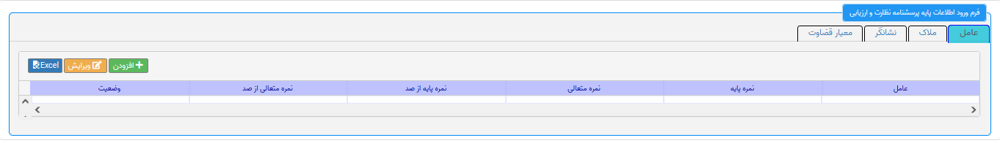 فرم ورود اطلاعات پایه پرسشنامه نظارت و ارزیابی
عامل ملاک نشانگر معیار قضاوت
افزودن ویرایش Excel
عامل نمره پایه نمره متعالی نمره پایه از صد نمره متعالی از صد وضعیت